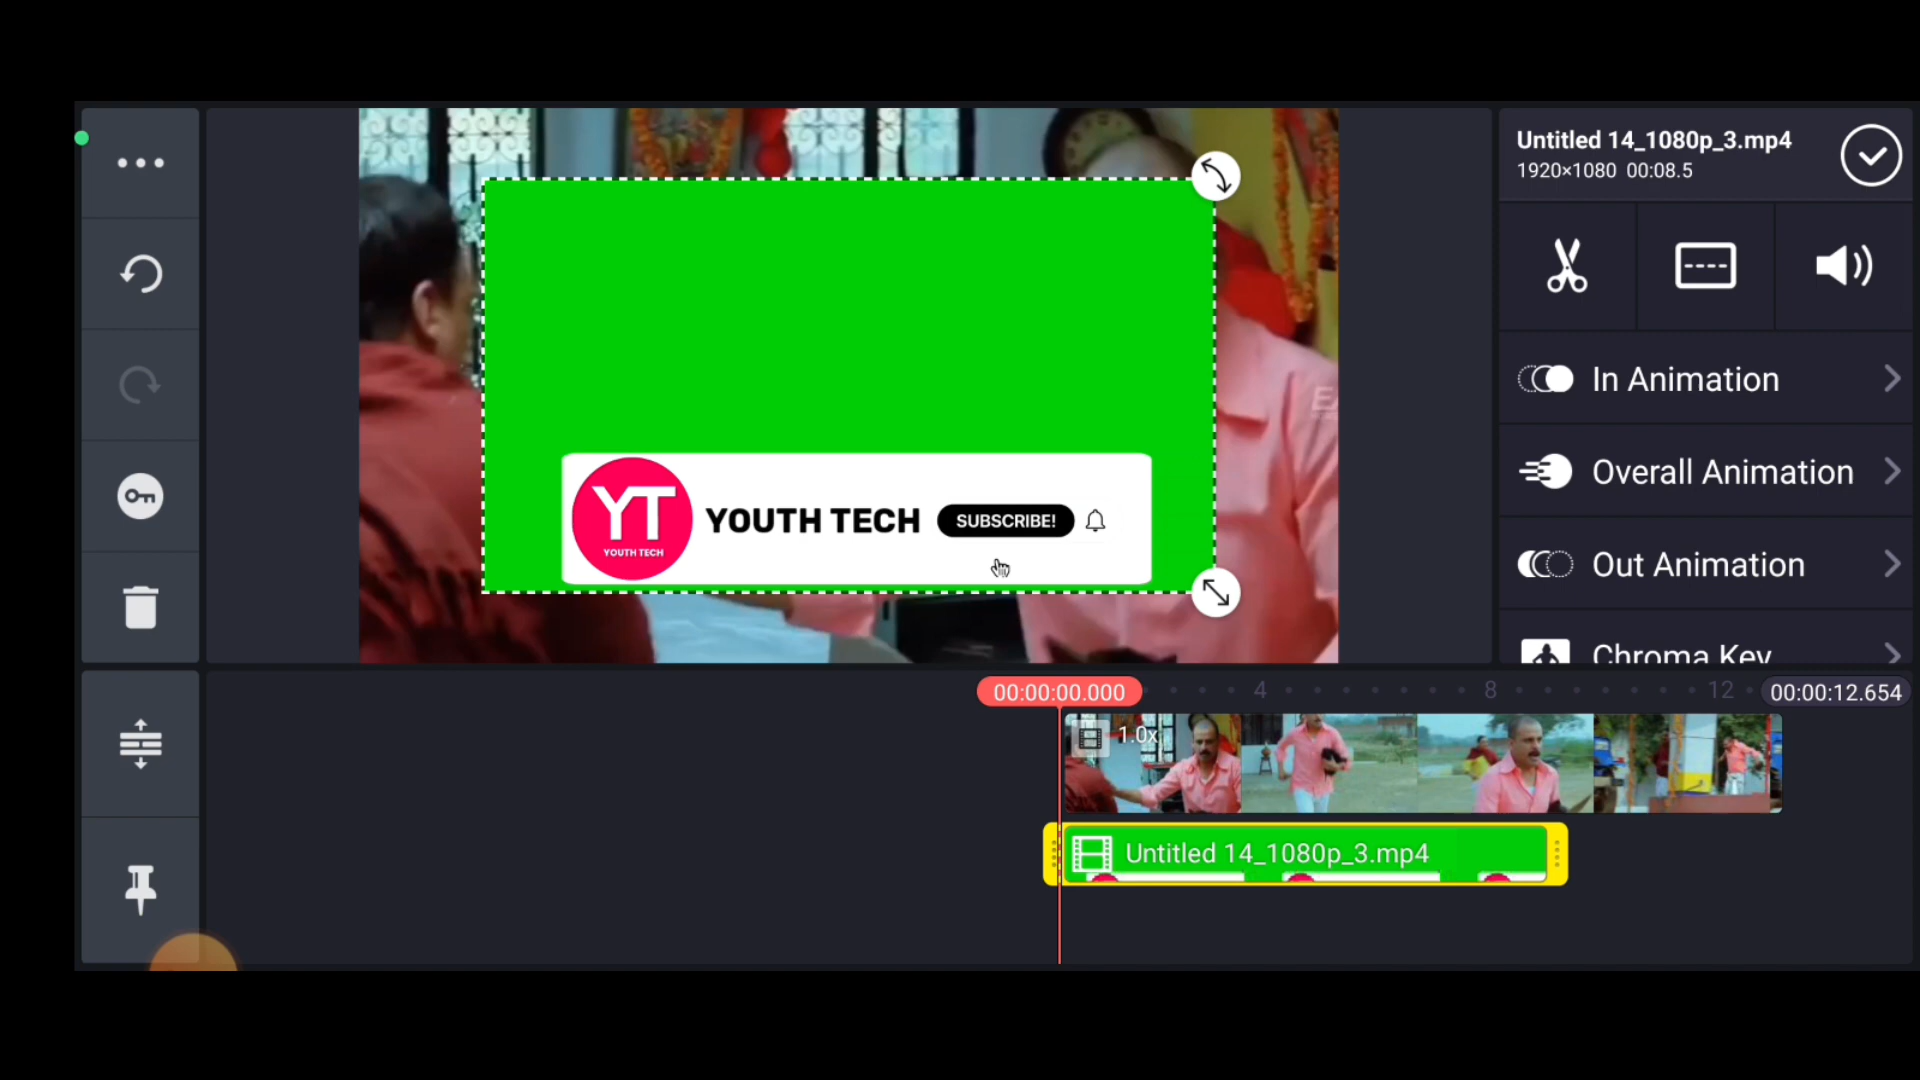 Untitled 14_1080p_3.mp4
1920×1080 00:08.5
In Animation
Overall Animation
Out Animation
Chroma Key
YT
YOUTH TECH
YOUTH TECH
SUBSCRIBE!
00:00:00.000
4
8
12
00:00:12.654
1.0x
Untitled 14_1080p_3.mp4